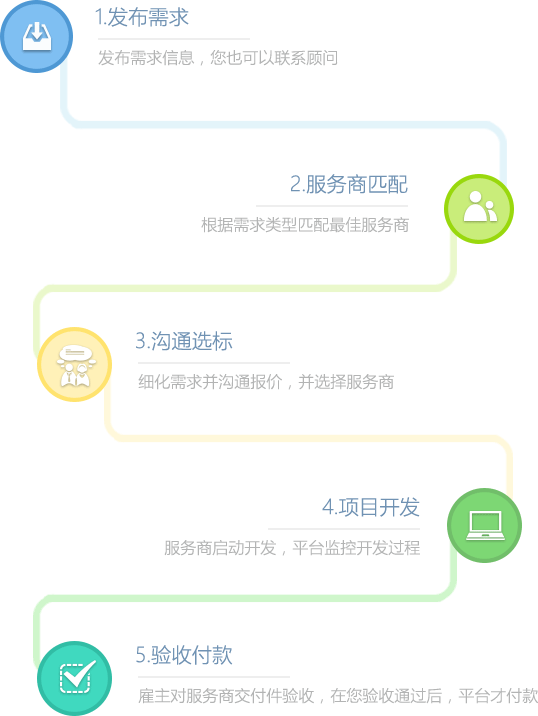 1.发布需求
发布需求信息，您也可以联系顾问
2.服务商匹配
根据需求类型匹配最佳服务商
3.沟通选标
细化需求并沟通报价，并选择服务商
4.项目开发
服务商启动开发，平台监控开发过程
5.验收付款
雇主对服务商交付件验收，在您验收通过后，平台才付款